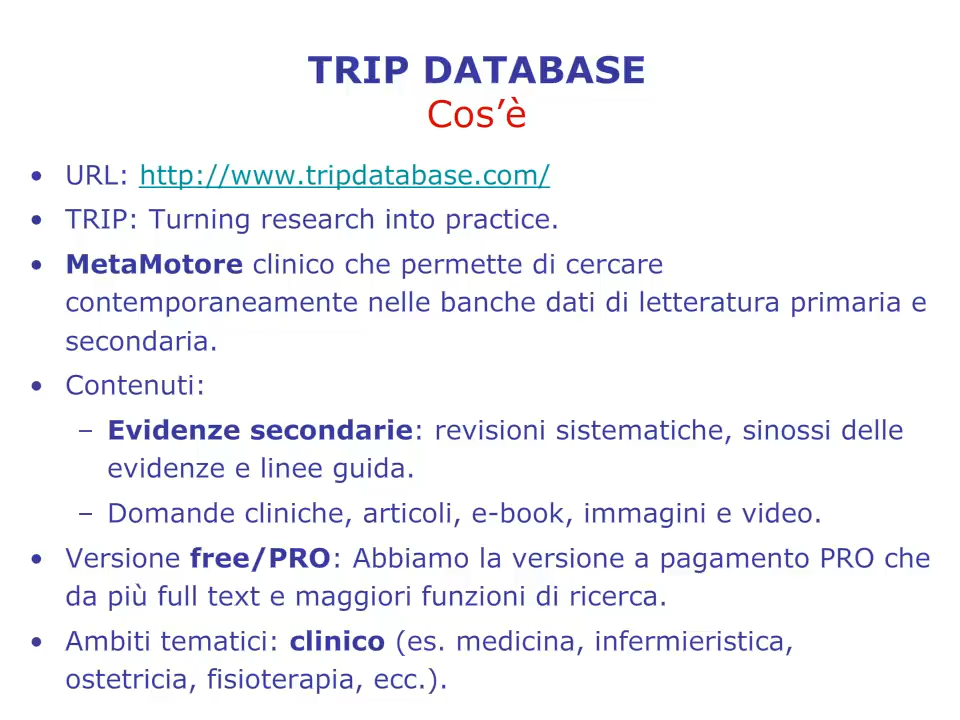 TRIP DATABASE
Cos’è
• URL: http://www.tripdatabase.com/
• TRIP: Turning research into practice.
• MetaMotore clinico che permette di cercare
contemporaneamente nelle banche dati di letteratura primaria e
secondaria.
• Contenuti:
– Evidenze secondarie: revisioni sistematiche, sinossi delle
evidenze e linee guida.
– Domande cliniche, articoli, e-book, immagini e video.
• Versione free/PRO: Abbiamo la versione a pagamento PRO che
da più full text e maggiori funzioni di ricerca.
• Ambiti tematici: clinico (es. medicina, infermieristica,
ostetricia, fisioterapia, ecc.).